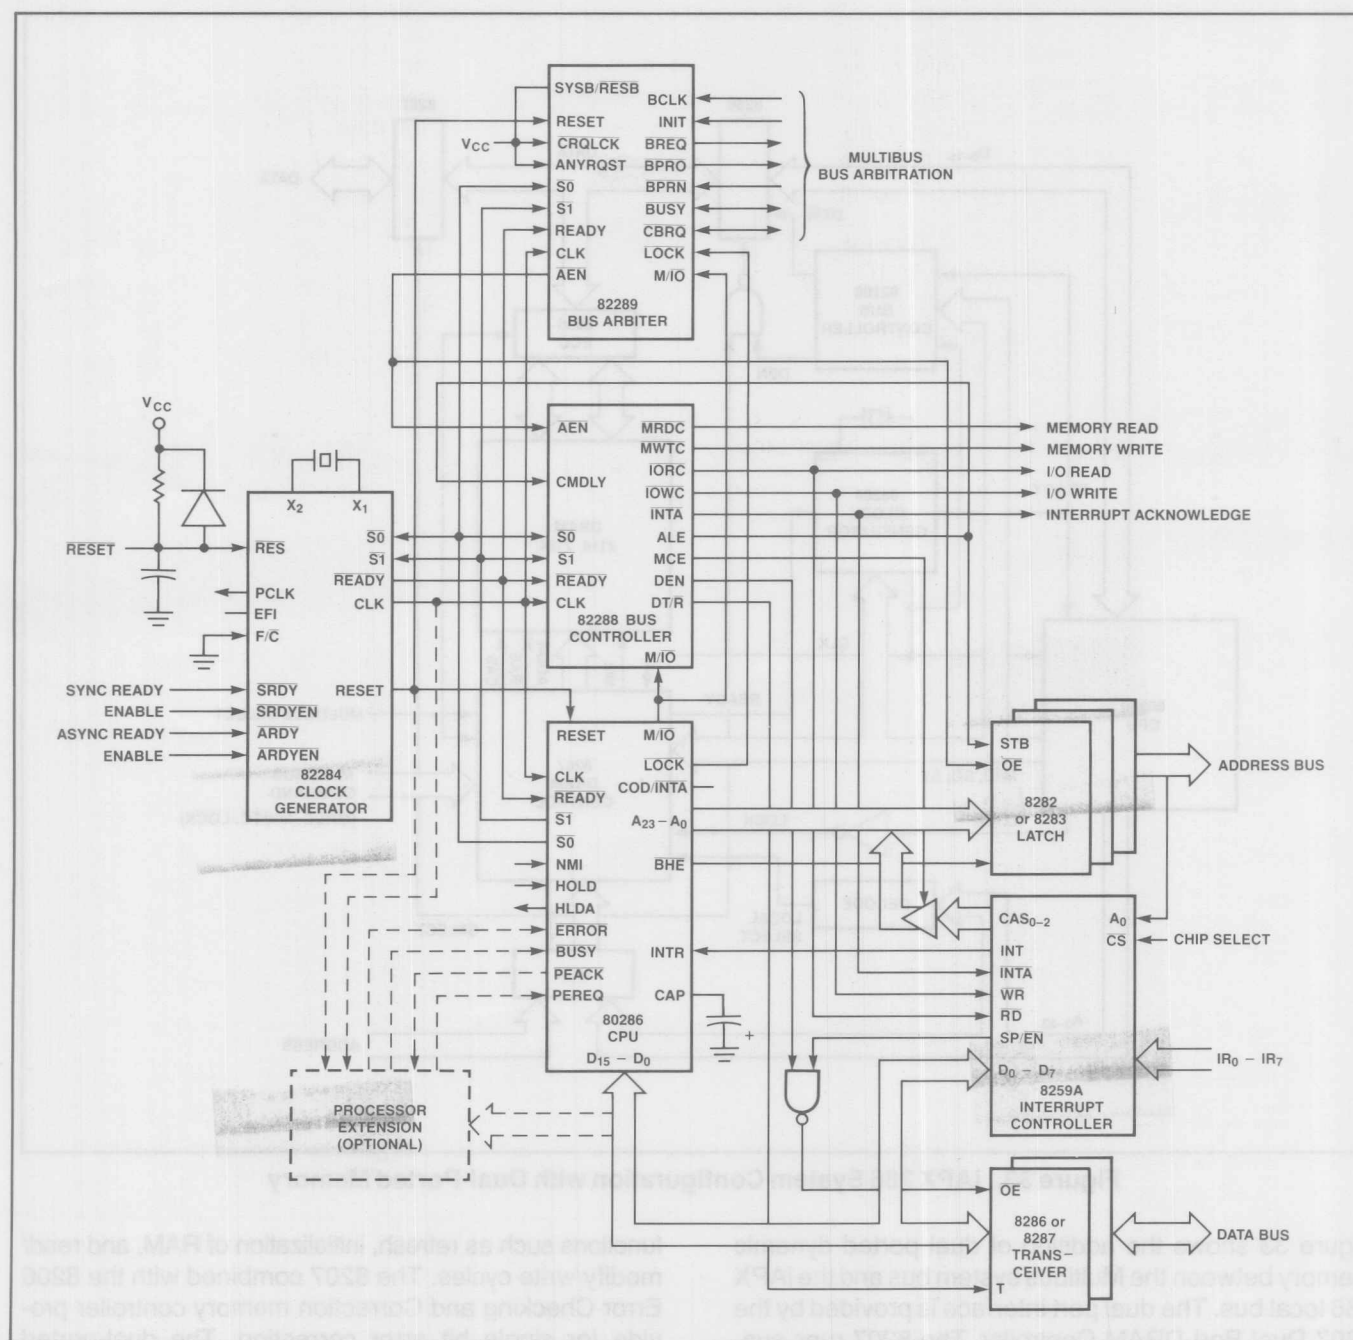 SYSB/RESB
RESET
VCC
CRQLCK
ANYRQST
S0
S1
READY
CLK
AEN
BCLK
INIT
BREQ
BPRO
BPRN
BUSY
CBRQ
LOCK
M/IO
MULTIBUS
BUS ARBITRATION
82289
BUS ARBITER
AEN
CMDLY
S0
S1
READY
CLK
MRDC
MWTC
IORC
IOWC
INTA
ALE
MCE
DEN
DT/R
82288 BUS
CONTROLLER
M/IO
MEMORY READ
MEMORY WRITE
I/O READ
I/O WRITE
INTERRUPT ACKNOWLEDGE
VCC
RESET
X2
X1
RES
PCLK
EFI
F/C
S0
S1
READY
CLK
RESET
SYNC READY
ENABLE
ASYNC READY
ENABLE
SRDY
SRDYEN
ARDY
ARDYEN
82284
CLOCK
GENERATOR
RESET
CLK
READY
S1
S0
NMI
HOLD
HLDA
ERROR
BUSY
PEACK
PEREQ
M/IO
LOCK
COD/INTA
A23 – A0
BHE
INTR
CAP
+
80286
CPU
D15 – D0
STB
OE
8282
or 8283
LATCH
ADDRESS BUS
CAS0–2
INT
INTA
WR
RD
SP/EN
D0 – D7
A0
CS
CHIP SELECT
IR0 – IR7
8259A
INTERRUPT
CONTROLLER
PROCESSOR
EXTENSION
(OPTIONAL)
OE
8286 or
8287
TRANS–
CEIVER
T
DATA BUS